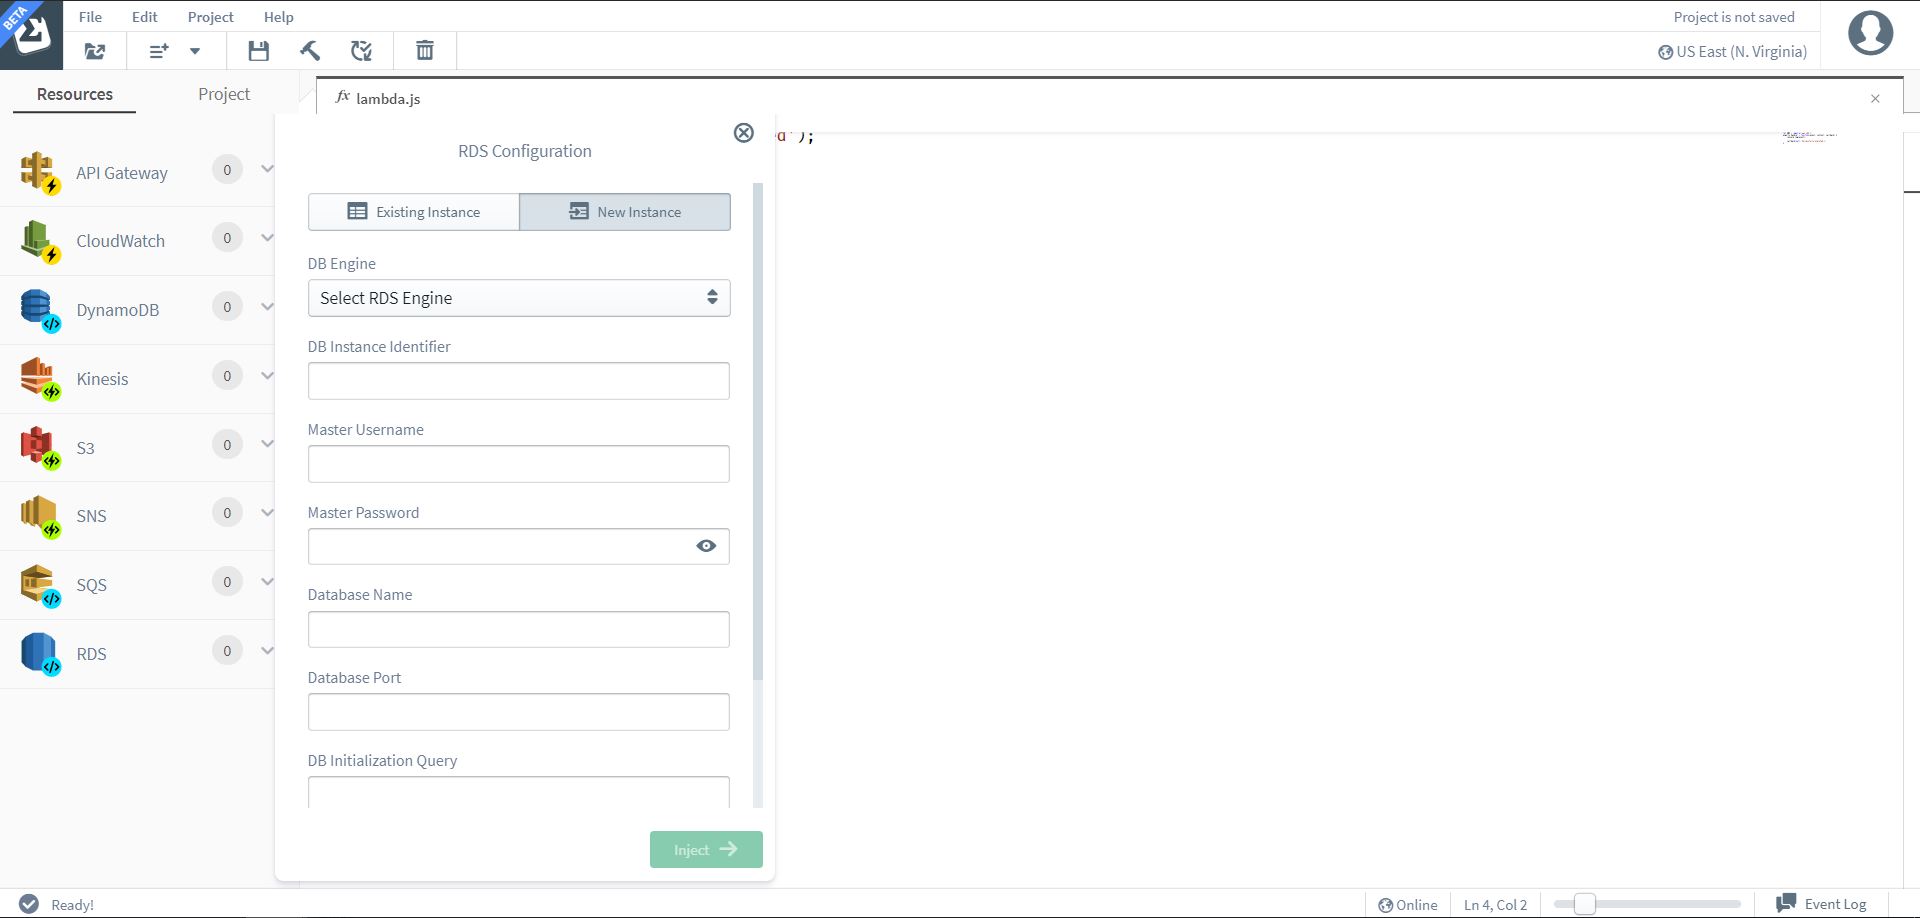 BETA
File Edit Project Help
Project is not saved
US East (N. Virginia)
Resources Project
fx lambda.js
d');
RDS Configuration
Existing Instance New Instance
API Gateway 0
CloudWatch 0
DynamoDB 0
Kinesis 0
S3 0
SNS 0
SQS 0
RDS 0
DB Engine
Select RDS Engine
DB Instance Identifier
Master Username
Master Password
Database Name
Database Port
DB Initialization Query
Inject
Ready!
Online Ln 4, Col 2 Event Log